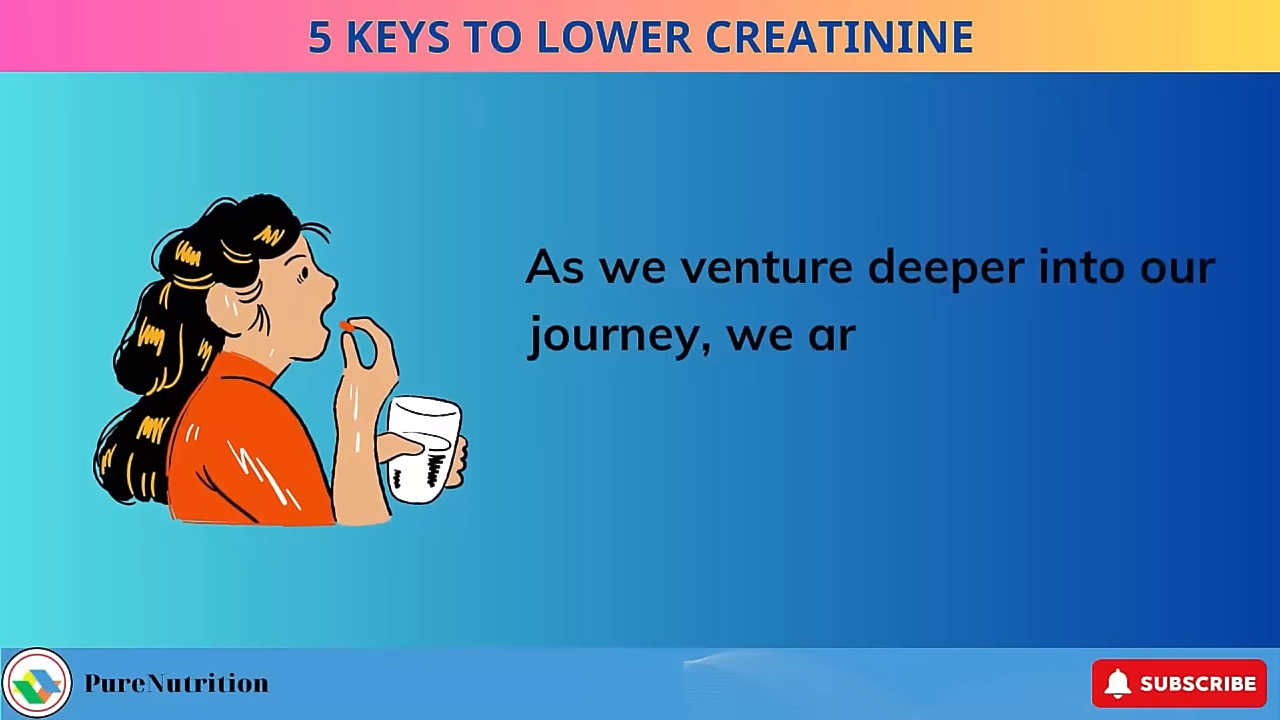 5 KEYS TO LOWER CREATININE
As we venture deeper into our
journey, we ar
PureNutrition
SUBSCRIBE